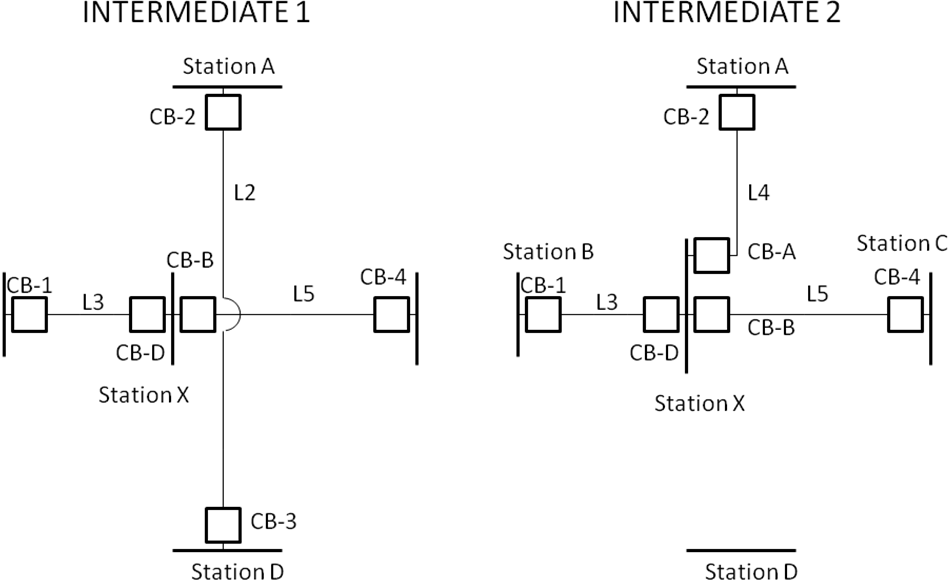 INTERMEDIATE 1
Station A
CB-2
L2
CB-B
CB-1
L3
L5
CB-4
CB-D
Station X
CB-3
Station D
INTERMEDIATE 2
Station A
CB-2
L4
Station B
CB-A
Station C
CB-1
L3
L5
CB-4
CB-B
CB-D
Station X
Station D